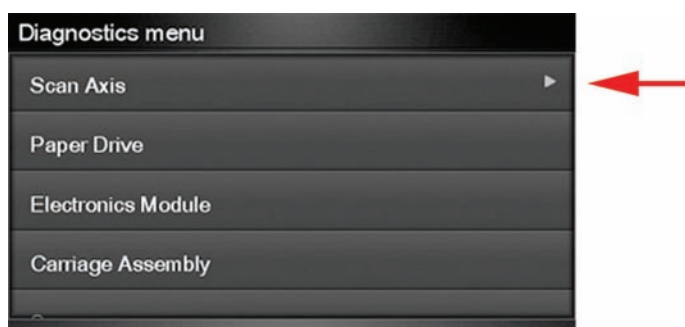 Diagnostics menu
Scan Axis
Paper Drive
Electronics Module
Carriage Assembly